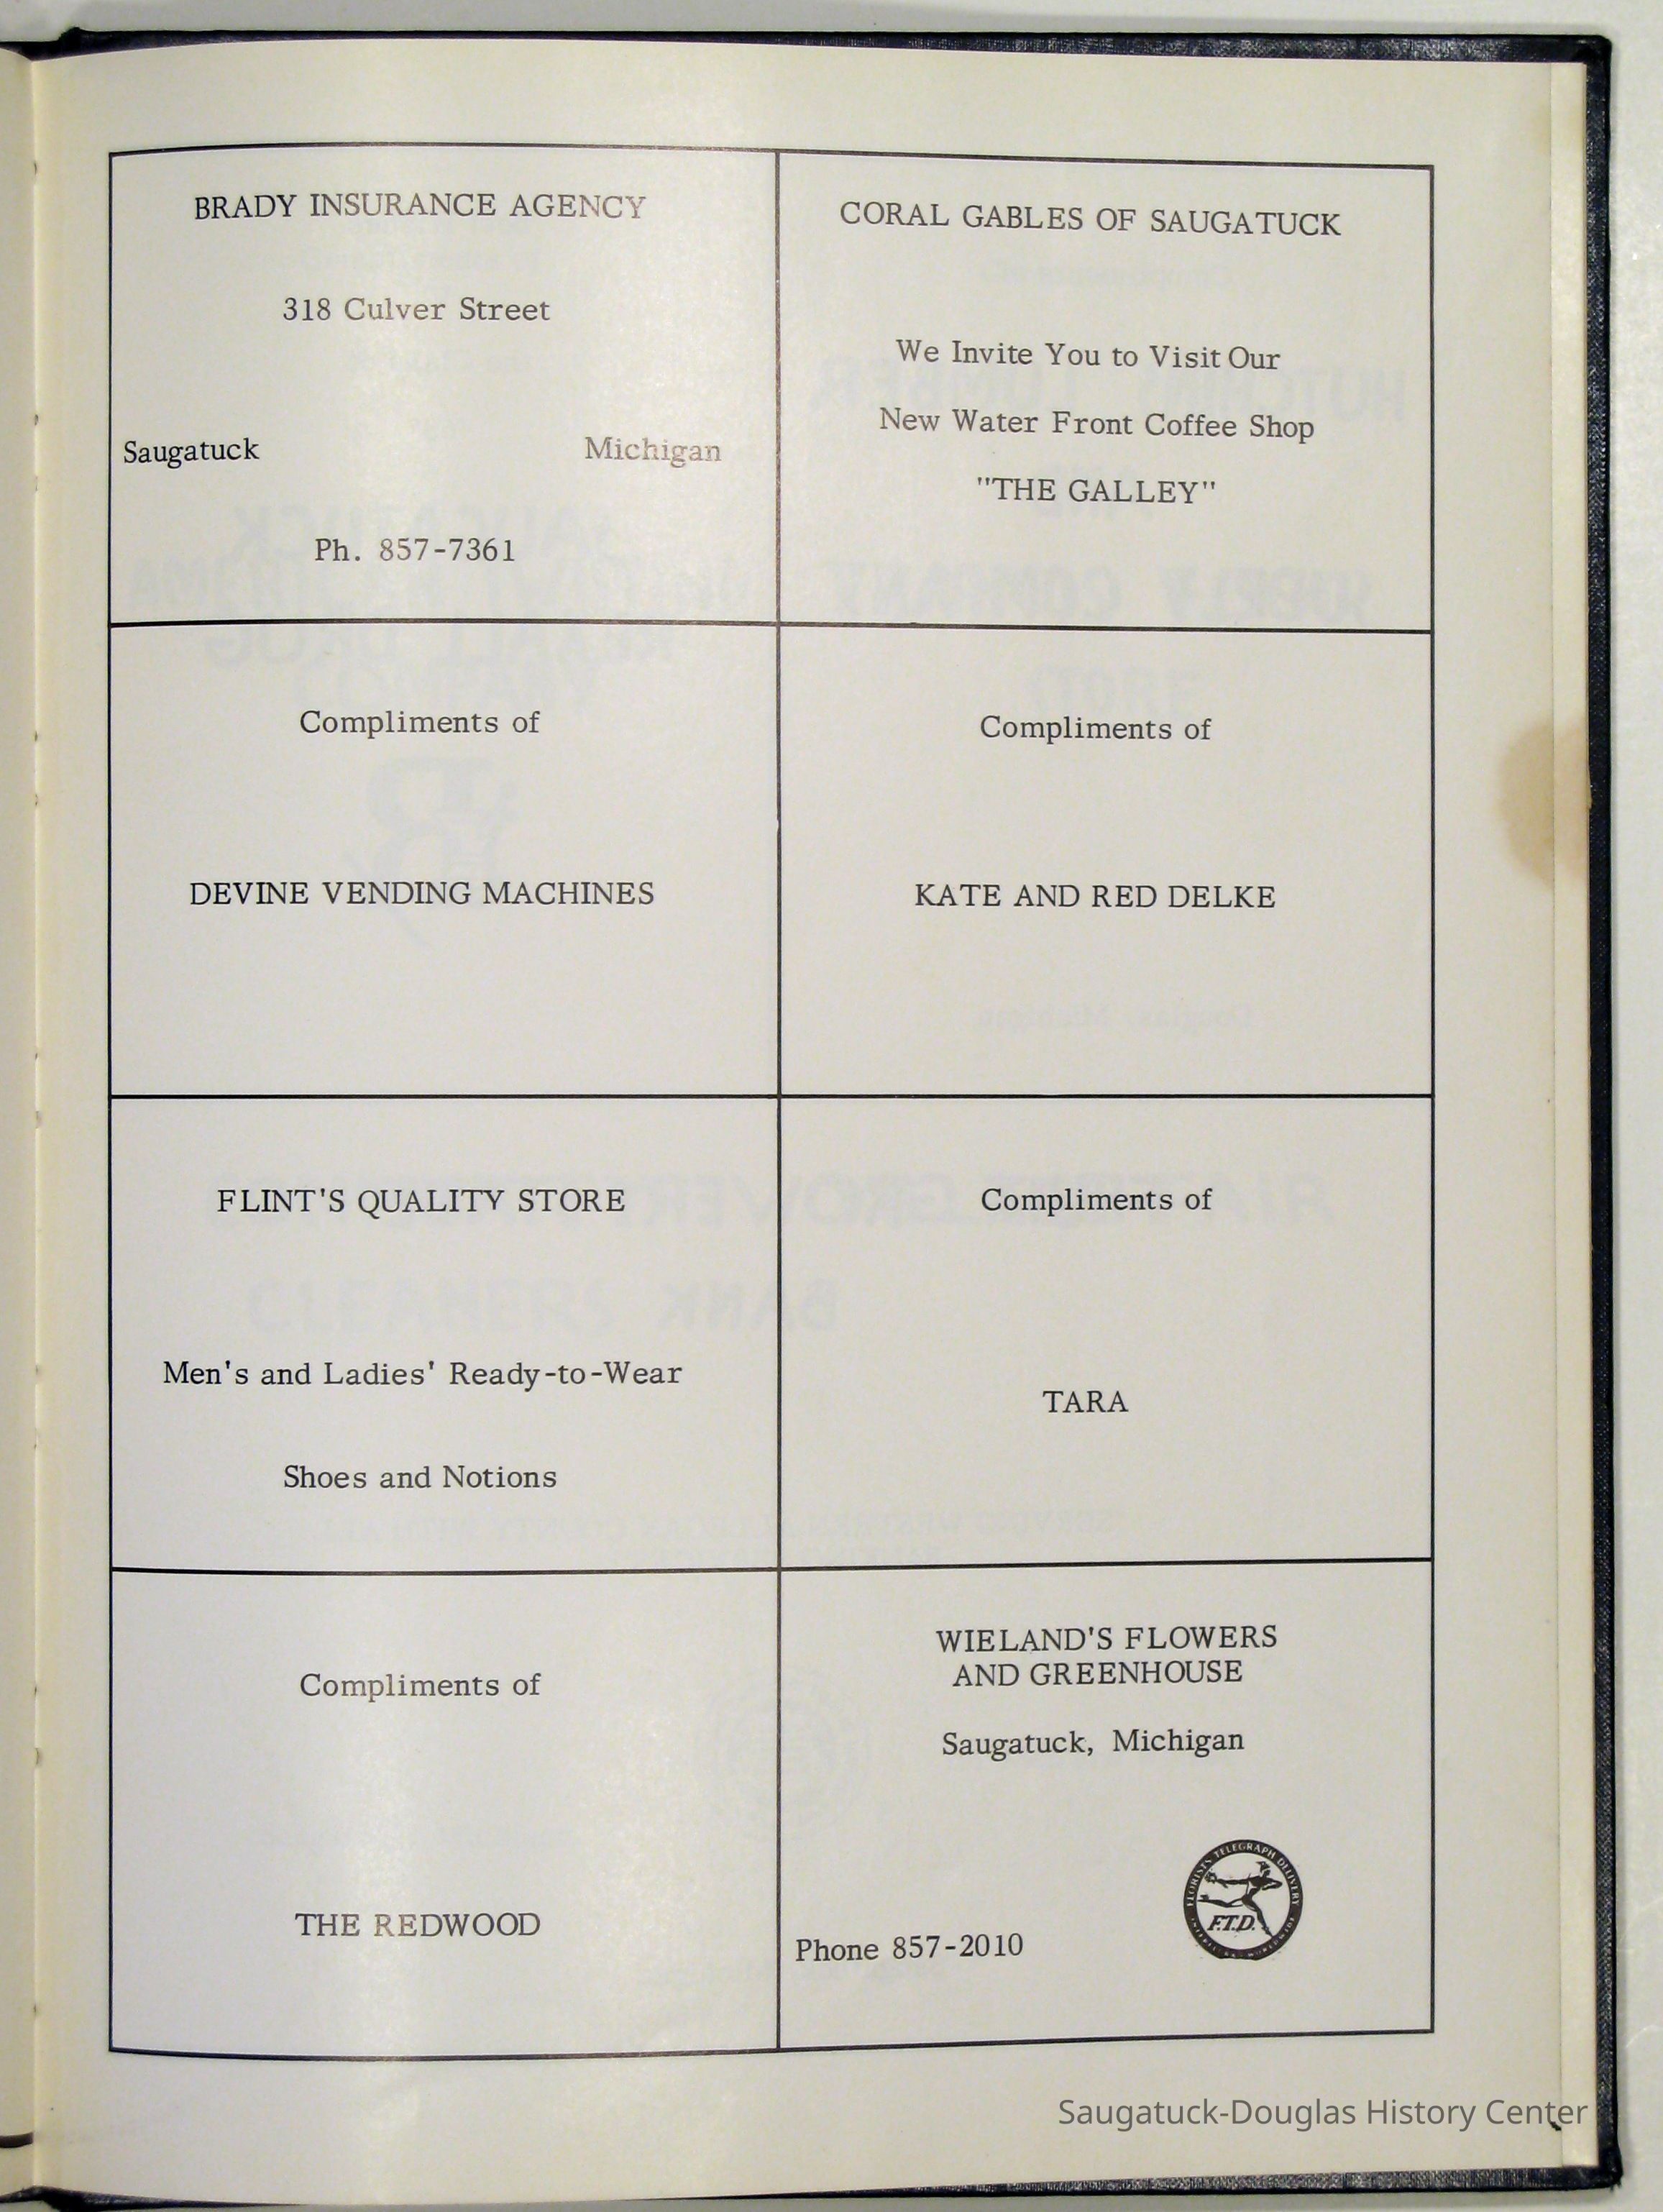 BRADY INSURANCE AGENCY
318 Culver Street
Saugatuck Michigan
Ph. 857-7361
CORAL GABLES OF SAUGATUCK
We Invite You to Visit Our
New Water Front Coffee Shop
"THE GALLEY"
Compliments of
DEVINE VENDING MACHINES
Compliments of
KATE AND RED DELKE
FLINT'S QUALITY STORE
Men's and Ladies' Ready-to-Wear
Shoes and Notions
Compliments of
TARA
Compliments of
THE REDWOOD
WIELAND'S FLOWERS
AND GREENHOUSE
Saugatuck, Michigan
FLORISTS TELEGRAPH DELIVERY
F.T.D.
Phone 857-2010
Saugatuck-Douglas History Center